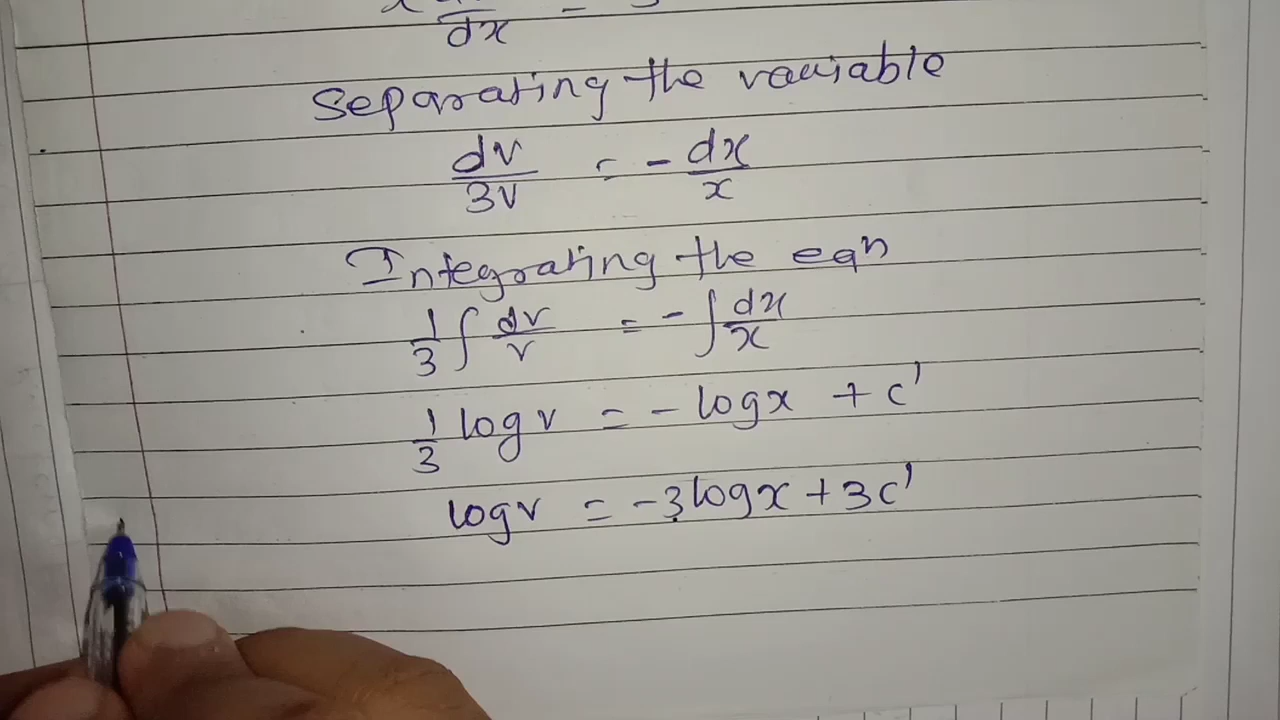 dx
Separating the variable
dv/3v = - dx/x
Integrating the eqn
1/3 ∫ dv/v = - ∫ dx/x
1/3 log v = - log x + c'
log v = -3 log x + 3c'